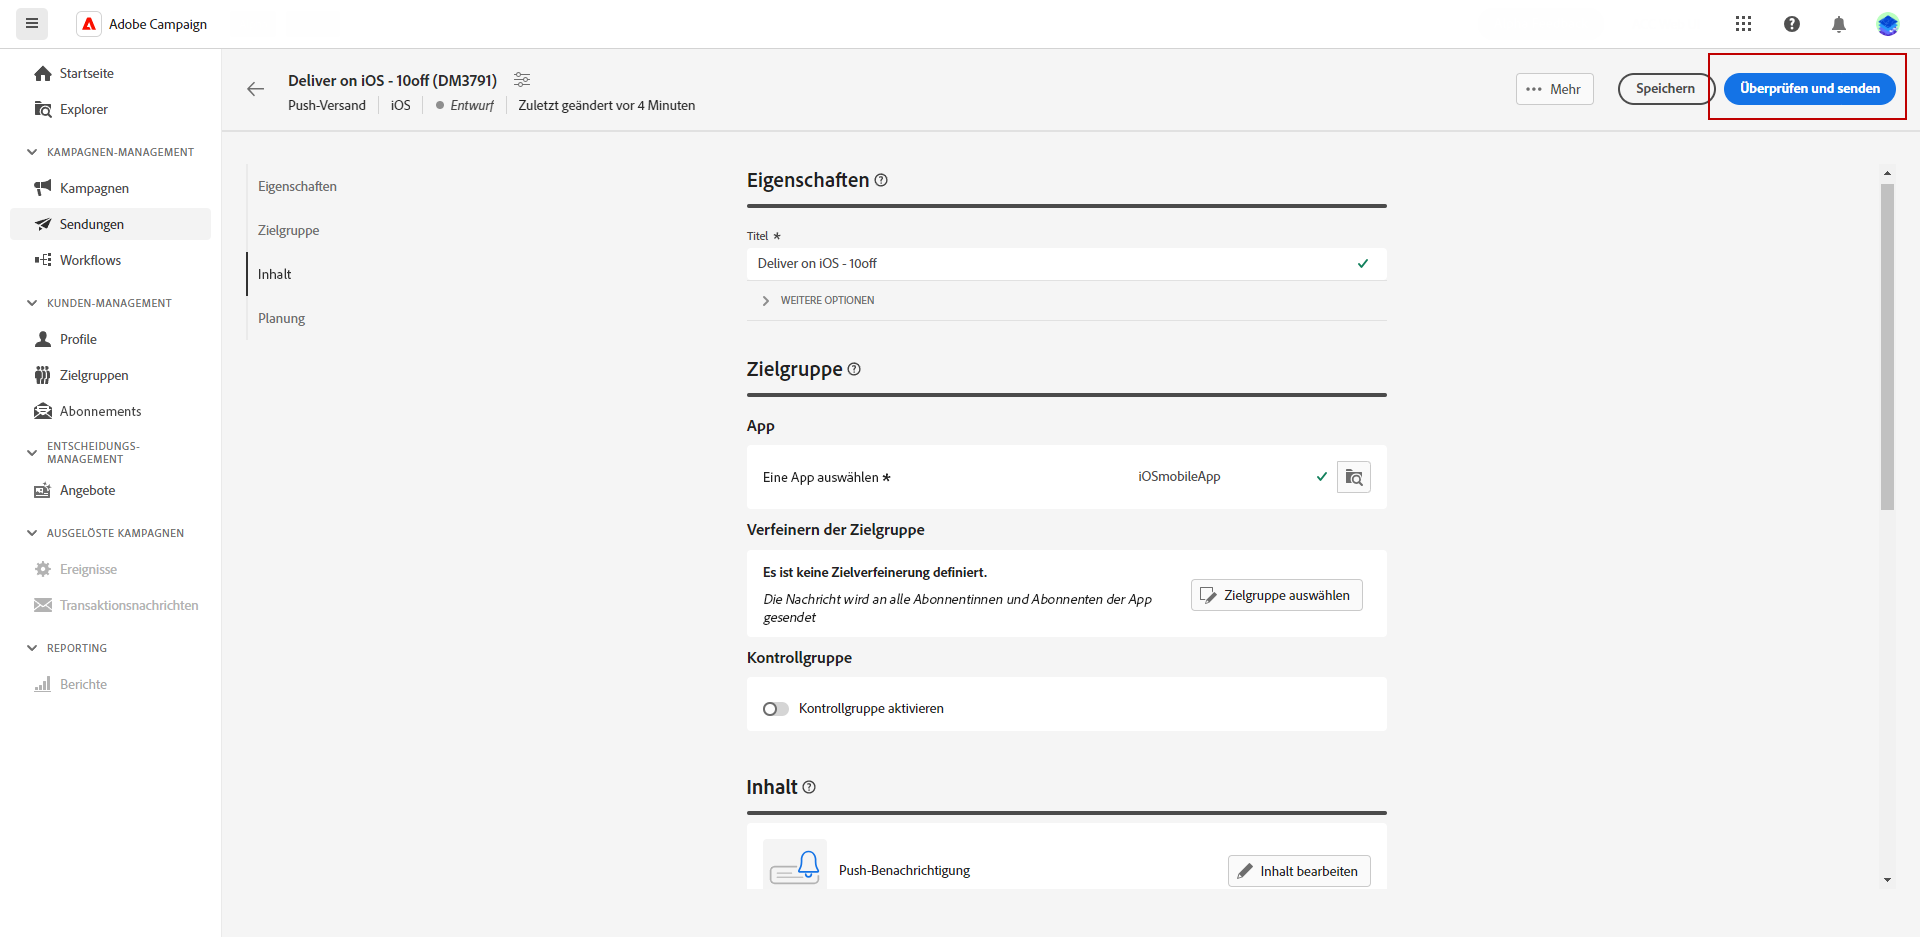 Adobe Campaign
Startseite
Explorer
KAMPAGNEN-MANAGEMENT
Kampagnen
Sendungen
Workflows
KUNDEN-MANAGEMENT
Profile
Zielgruppen
Abonnements
ENTSCHEIDUNGS-
MANAGEMENT
Angebote
AUSGELÖSTE KAMPAGNEN
Ereignisse
Transaktionsnachrichten
REPORTING
Berichte
Deliver on iOS - 10off (DM3791)
Push-Versand iOS Entwurf Zuletzt geändert vor 4 Minuten
Mehr
Speichern
Überprüfen und senden
Eigenschaften
Zielgruppe
Inhalt
Planung
Eigenschaften
Titel *
Deliver on iOS - 10off
WEITERE OPTIONEN
Zielgruppe
App
Eine App auswählen * iOSmobileApp
Verfeinern der Zielgruppe
Es ist keine Zielverfeinerung definiert.
Die Nachricht wird an alle Abonnentinnen und Abonnenten der App
gesendet
Zielgruppe auswählen
Kontrollgruppe
Kontrollgruppe aktivieren
Inhalt
Push-Benachrichtigung
Inhalt bearbeiten